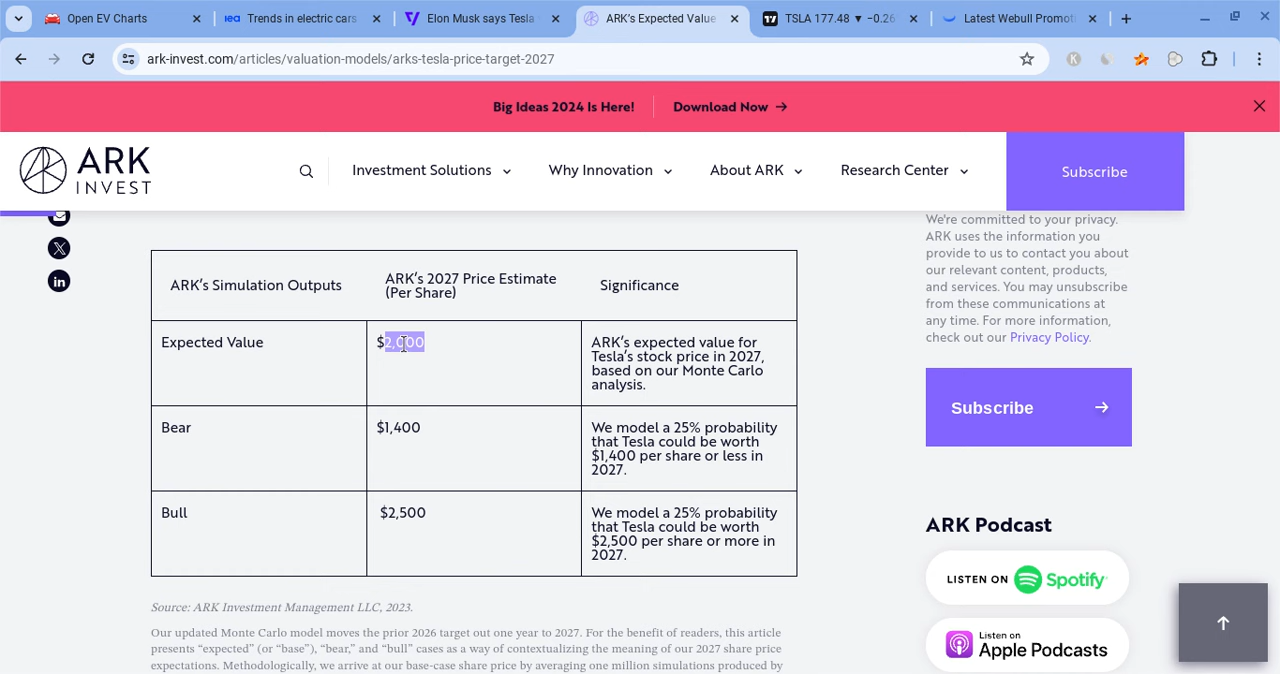 Open EV Charts
Trends in electric cars
Elon Musk says Tesla
ARK's Expected Value
TSLA 177.48 ▼ −0.26
Latest Webull Promot
ark-invest.com/articles/valuation-models/arks-tesla-price-target-2027
Big Ideas 2024 Is Here!
Download Now →
ARK
INVEST
Investment Solutions
Why Innovation
About ARK
Research Center
Subscribe
We're committed to your privacy.
ARK uses the information you
provide to us to contact you about
our relevant content, products,
and services. You may unsubscribe
from these communications at
any time. For more information,
check out our Privacy Policy.
Subscribe →
ARK's Simulation Outputs
ARK's 2027 Price Estimate
(Per Share)
Significance
Expected Value
$2,000
ARK's expected value for
Tesla's stock price in 2027,
based on our Monte Carlo
analysis.
Bear
$1,400
We model a 25% probability
that Tesla could be worth
$1,400 per share or less in
2027.
Bull
$2,500
We model a 25% probability
that Tesla could be worth
$2,500 per share or more in
2027.
Source: ARK Investment Management LLC, 2023.
Our updated Monte Carlo model moves the prior 2026 target out one year to 2027. For the benefit of readers, this article
presents “expected” (or “base”), “bear,” and “bull” cases as a way of contextualizing the meaning of our 2027 share price
expectations. Methodologically, we arrive at our base-case share price by averaging one million simulations produced by
ARK Podcast
LISTEN ON Spotify
Listen on
Apple Podcasts